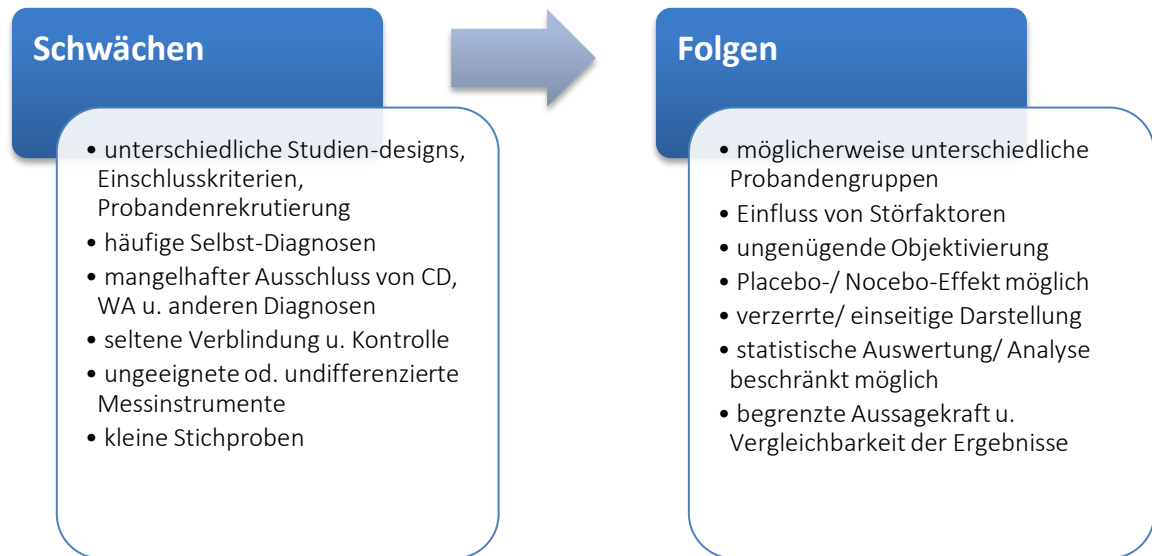 Schwächen
• unterschiedliche Studien-designs,
Einschlusskriterien,
Probandenrekrutierung
• häufige Selbst-Diagnosen
• mangelhafter Ausschluss von CD,
WA u. anderen Diagnosen
• seltene Verblindung u. Kontrolle
• ungeeignete od. undifferenzierte
Messinstrumente
• kleine Stichproben
Folgen
• möglicherweise unterschiedliche
Probandengruppen
• Einfluss von Störfaktoren
• ungenügende Objektivierung
• Placebo-/ Nocebo-Effekt möglich
• verzerrte/ einseitige Darstellung
• statistische Auswertung/ Analyse
beschränkt möglich
• begrenzte Aussagekraft u.
Vergleichbarkeit der Ergebnisse